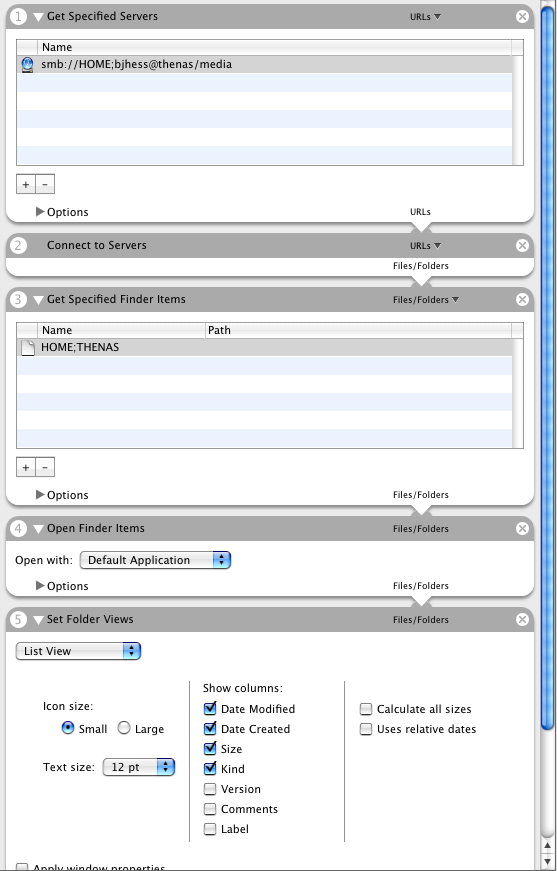 1 Get Specified Servers URLs
Name
smb://HOME;bjhess@thenas/media
+ -
Options URLs
2 Connect to Servers URLs
Files/Folders
3 Get Specified Finder Items Files/Folders
Name Path
HOME;THENAS
+ -
Options Files/Folders
4 Open Finder Items Files/Folders
Open with: Default Application
Options Files/Folders
5 Set Folder Views Files/Folders
List View
Show columns:
Icon size:
Small Large
Text size: 12 pt
Date Modified
Date Created
Size
Kind
Version
Comments
Label
Calculate all sizes
Uses relative dates
Apply window properties